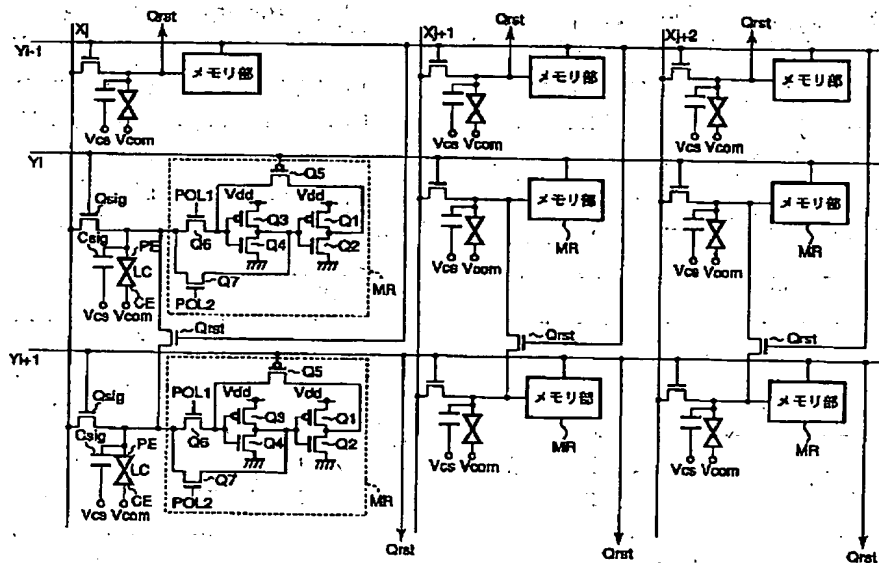 Xj Qrst Xj+1 Qrst Xj+2 Qrst
Yi-1
メモリ部 メモリ部 メモリ部
Vcs Vcom Vcs Vcom Vcs Vcom
Yi
Qsig POL1 Vdd Vdd Q5
Q3 Q1 メモリ部 メモリ部
Csig PE Q6 Q4 Q2
LC MR MR MR
CE Q7
Vcs Vcom POL2 Vcs Vcom Vcs Vcom
Qrst Qrst Qrst
Yi+1
Qsig POL1 Vdd Vdd Q5
Q3 Q1 メモリ部 メモリ部
Csig PE Q6 Q4 Q2
LC MR MR MR
CE Q7
Vcs Vcom POL2 Vcs Vcom Vcs Vcom
Qrst Qrst Qrst